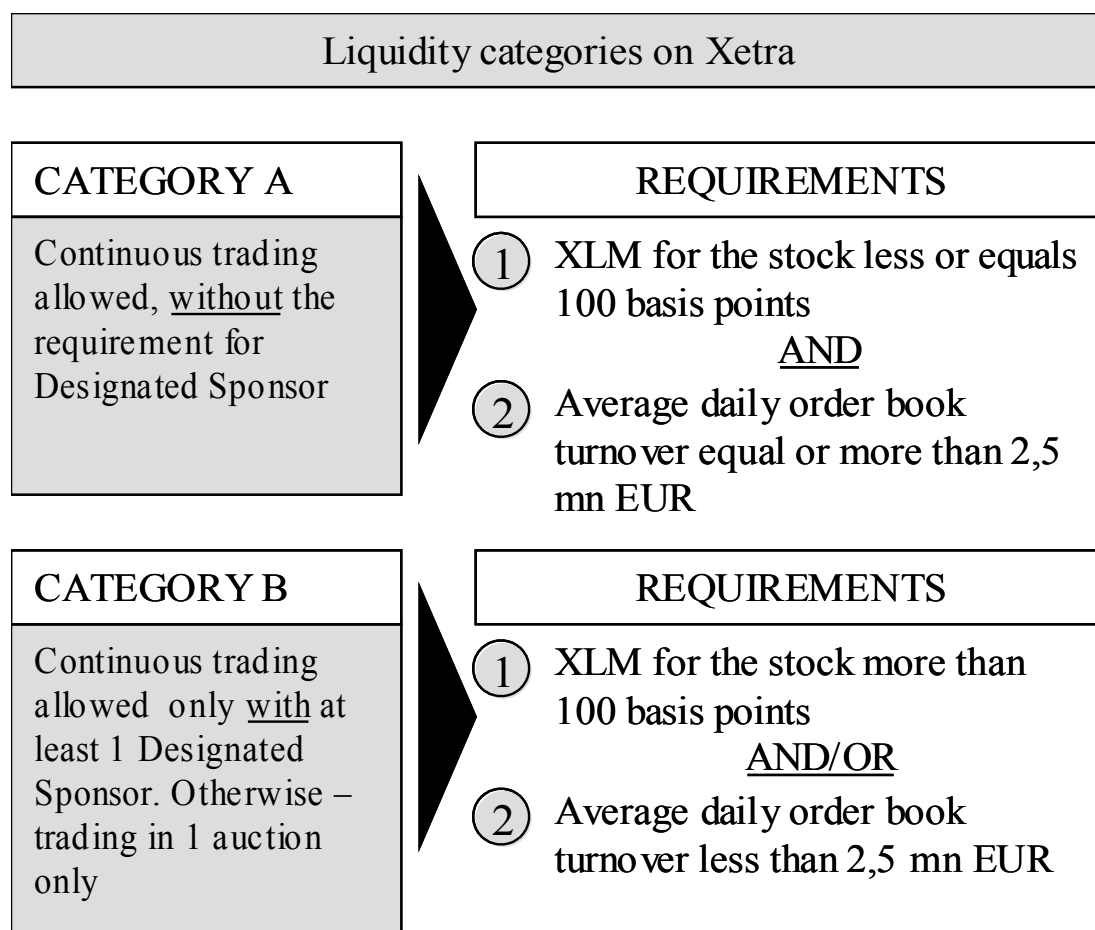 Liquidity categories on Xetra
CATEGORY A
Continuous trading
allowed, without the
requirement for
Designated Sponsor
REQUIREMENTS
1 XLM for the stock less or equals
100 basis points
AND
2 Average daily order book
turnover equal or more than 2,5
mn EUR
CATEGORY B
Continuous trading
allowed only with at
least 1 Designated
Sponsor. Otherwise –
trading in 1 auction
only
REQUIREMENTS
1 XLM for the stock more than
100 basis points
AND/OR
2 Average daily order book
turnover less than 2,5 mn EUR